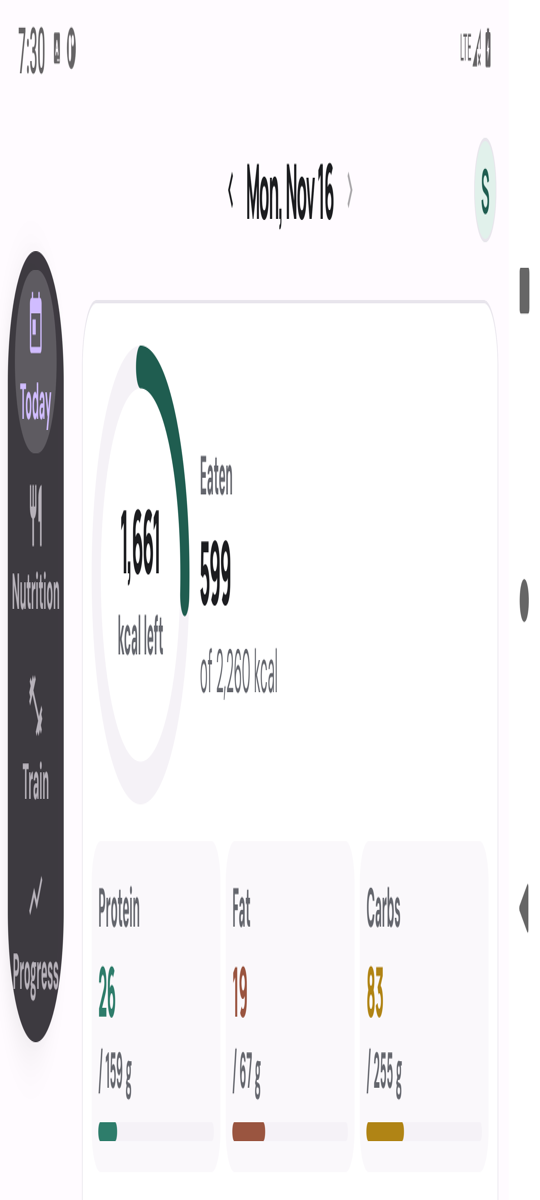 7:30
LTE
Mon, Nov 16
S
Today
Nutrition
Train
Progress
1,661
kcal left
Eaten
599
of 2,260 kcal
Protein
26
/ 159 g
Fat
19
/ 67 g
Carbs
83
/ 255 g